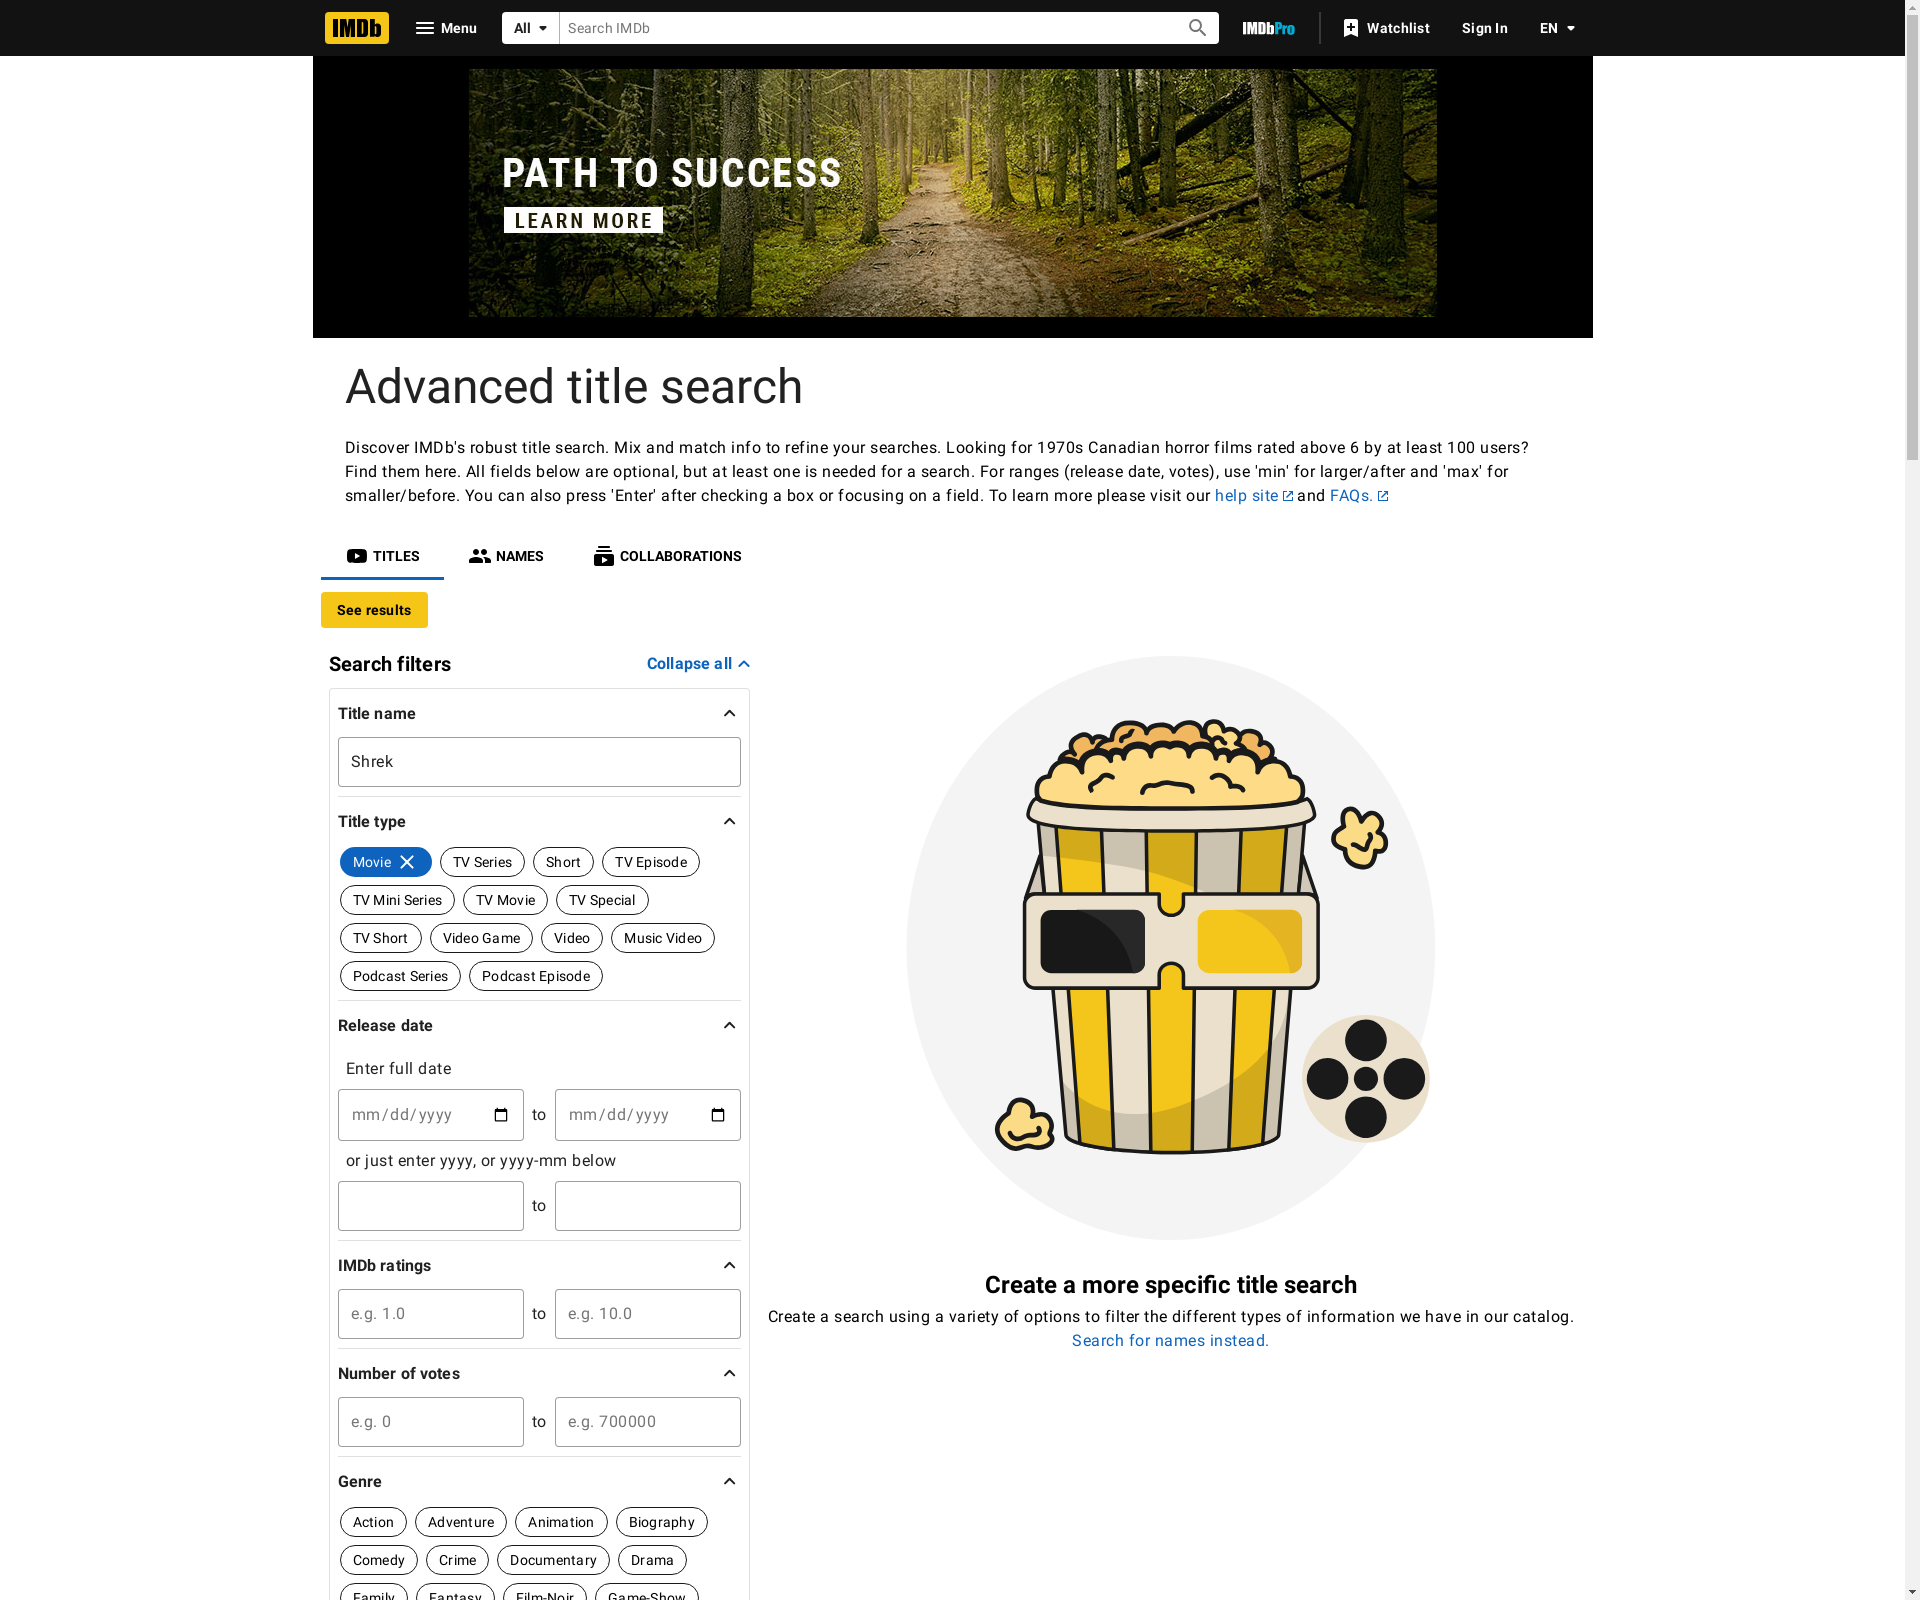 IMDb Menu All Search IMDb IMDbPro Watchlist Sign In EN
PATH TO SUCCESS
LEARN MORE
Advanced title search
Discover IMDb's robust title search. Mix and match info to refine your searches. Looking for 1970s Canadian horror films rated above 6 by at least 100 users?
Find them here. All fields below are optional, but at least one is needed for a search. For ranges (release date, votes), use 'min' for larger/after and 'max' for
smaller/before. You can also press 'Enter' after checking a box or focusing on a field. To learn more please visit our help site and FAQs.
TITLES NAMES COLLABORATIONS
See results
Search filters Collapse all
Title name
Shrek
Title type
Movie TV Series Short TV Episode
TV Mini Series TV Movie TV Special
TV Short Video Game Video Music Video
Podcast Series Podcast Episode
Release date
Enter full date
mm/dd/yyyy to mm/dd/yyyy
or just enter yyyy, or yyyy-mm below
to
IMDb ratings
e.g. 1.0 to e.g. 10.0
Number of votes
e.g. 0 to e.g. 700000
Genre
Action Adventure Animation Biography
Comedy Crime Documentary Drama
Family Fantasy Film-Noir Game-Show
Create a more specific title search
Create a search using a variety of options to filter the different types of information we have in our catalog.
Search for names instead.